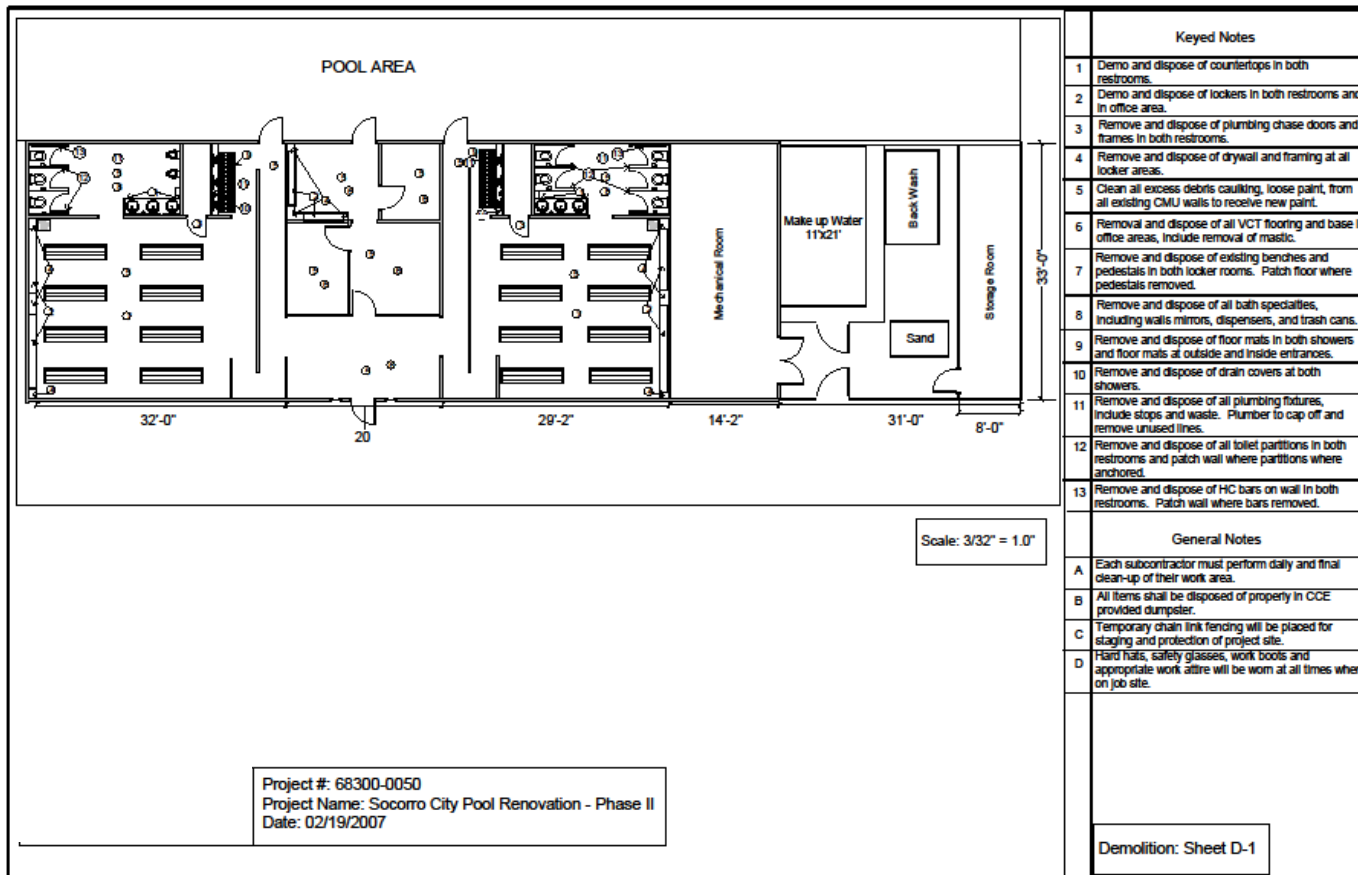 POOL AREA
Make up Water
11'x21'
Back Wash
Mechanical Room
Sand
Storage Room
33'-0"
32'-0"
20
29'-2"
14'-2"
31'-0"
8'-0"
Scale: 3/32" = 1.0"
Project #: 68300-0050
Project Name: Socorro City Pool Renovation - Phase II
Date: 02/19/2007
Keyed Notes
1 Demo and dispose of countertops in both
restrooms.
2 Demo and dispose of lockers in both restrooms and
in office area.
3 Remove and dispose of plumbing chase doors and
frames in both restrooms.
4 Remove and dispose of drywall and framing at all
locker areas.
5 Clean all excess debris caulking, loose paint, from
all existing CMU walls to receive new paint.
6 Removal and dispose of all VCT flooring and base
office areas, include removal of mastic.
7 Remove and dispose of existing benches and
pedestals in both locker rooms. Patch floor where
pedestals removed.
8 Remove and dispose of all bath specialties,
including walls mirrors, dispensers, and trash cans.
9 Remove and dispose of floor mats in both showers
and floor mats at outside and inside entrances.
10 Remove and dispose of drain covers at both
showers.
11 Remove and dispose of all plumbing fixtures,
include stops and waste. Plumber to cap off and
remove unused lines.
12 Remove and dispose of all toilet partitions in both
restrooms and patch wall where partitions where
anchored.
13 Remove and dispose of HC bars on wall in both
restrooms. Patch wall where bars removed.
General Notes
A Each subcontractor must perform daily and final
clean-up of their work area.
B All items shall be disposed of properly in CCE
provided dumpster.
C Temporary chain link fencing will be placed for
staging and protection of project site.
D Hard hats, safety glasses, work boots and
appropriate work attire will be worn at all times when
on job site.
Demolition: Sheet D-1